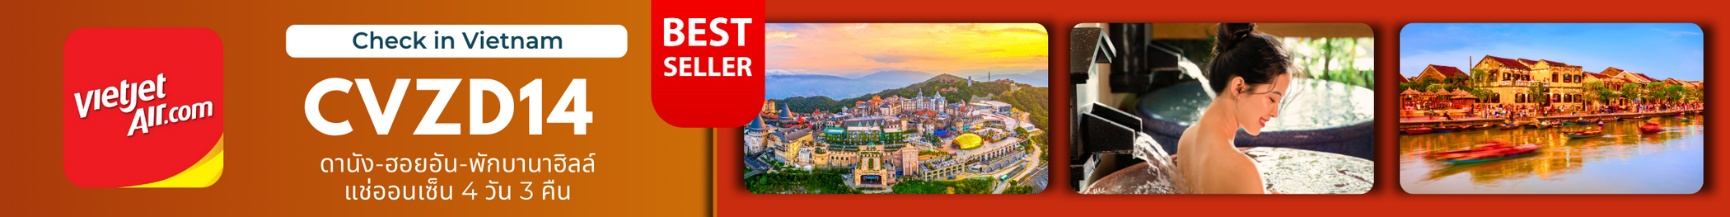 vietjet
Air.com
Check in Vietnam
CVZD14
ดานัง-ฮอยอัน-พักบานาฮิลล์
แช่ออนเซ็น 4 วัน 3 คืน
BEST
SELLER